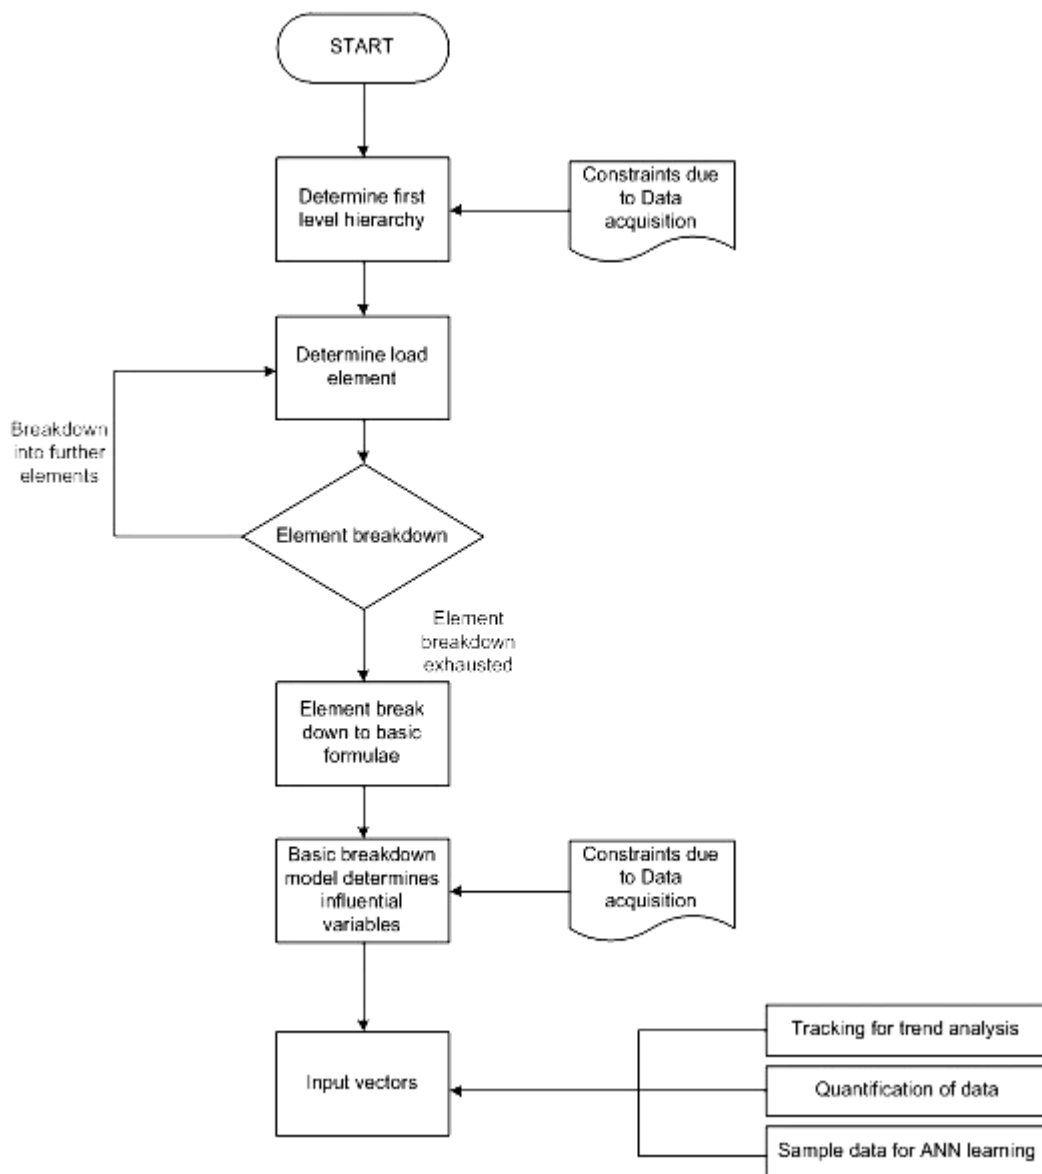 START
Determine first
level hierarchy
Constraints due
to Data
acquisition
Determine load
element
Breakdown
into further
elements
Element breakdown
Element
breakdown
exhausted
Element break
down to basic
formulae
Basic breakdown
model determines
influential
variables
Constraints due
to Data
acquisition
Input vectors
Tracking for trend analysis
Quantification of data
Sample data for ANN learning